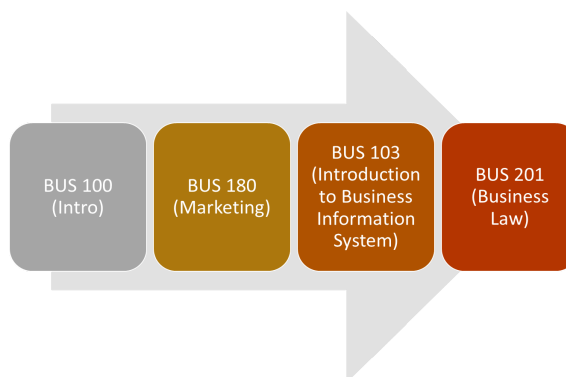 BUS 100
(Intro)
BUS 180
(Marketing)
BUS 103
(Introduction
to Business
Information
System)
BUS 201
(Business
Law)